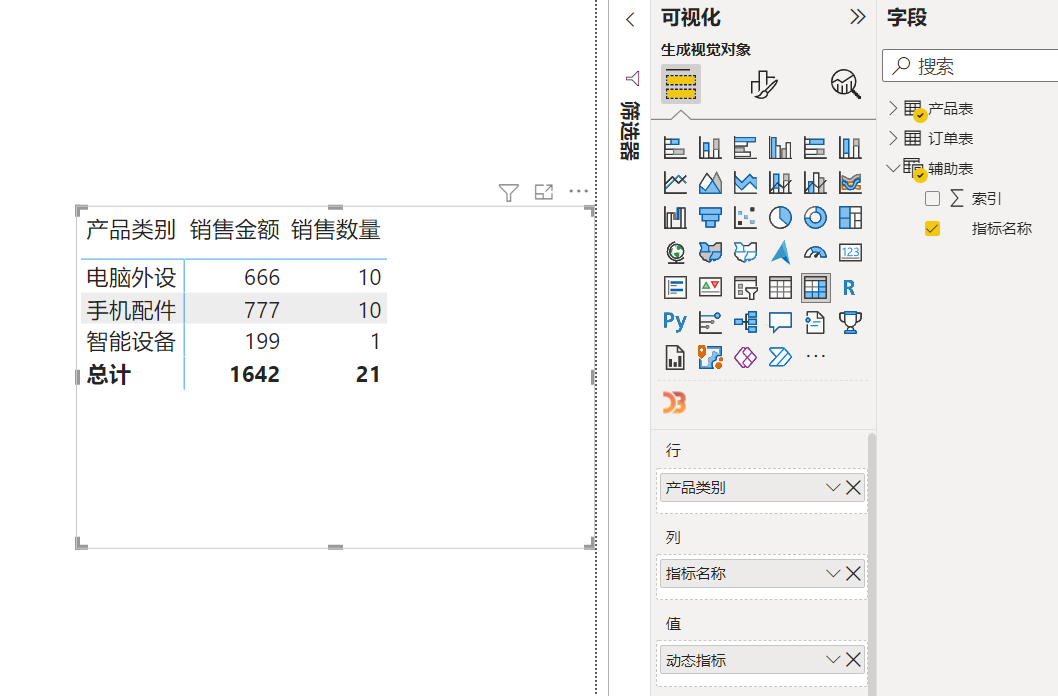 产品类别 销售金额 销售数量
电脑外设 666 10
手机配件 777 10
智能设备 199 1
总计 1642 21
筛选器
可视化
生成视觉对象
123
R
Py
行
产品类别
列
指标名称
值
动态指标
字段
搜索
产品表
订单表
辅助表
索引
指标名称